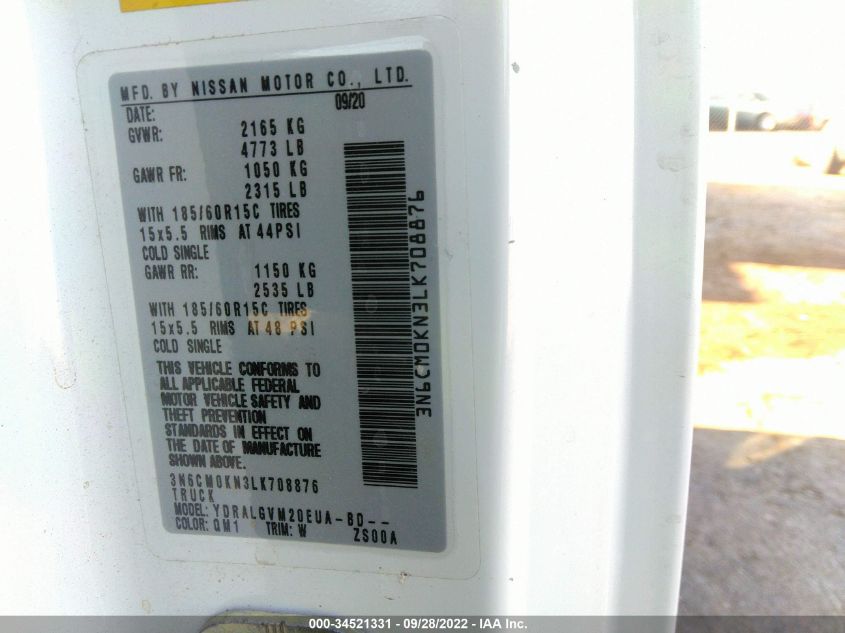 MFD. BY NISSAN MOTOR CO., LTD.
DATE: 09/20
GVWR: 2165 KG
4773 LB
GAWR FR: 1050 KG
2315 LB
WITH 185/60R15C TIRES
15x5.5 RIMS AT 44PSI
COLD SINGLE
GAWR RR: 1150 KG
2535 LB
WITH 185/60R15C TIRES
15x5.5 RIMS AT 48 PSI
COLD SINGLE
THIS VEHICLE CONFORMS TO
ALL APPLICABLE FEDERAL
MOTOR VEHICLE SAFETY AND
THEFT PREVENTION
STANDARDS IN EFFECT ON
THE DATE OF MANUFACTURE
SHOWN ABOVE.
3N6CM0KN3LK708876
TRUCK
MODEL: YDRALGVM20EUA-BD--
COLOR: QM1 TRIM: W ZS00A
3N6CM0KN3LK708876
000-34521331 - 09/28/2022 - IAA Inc.